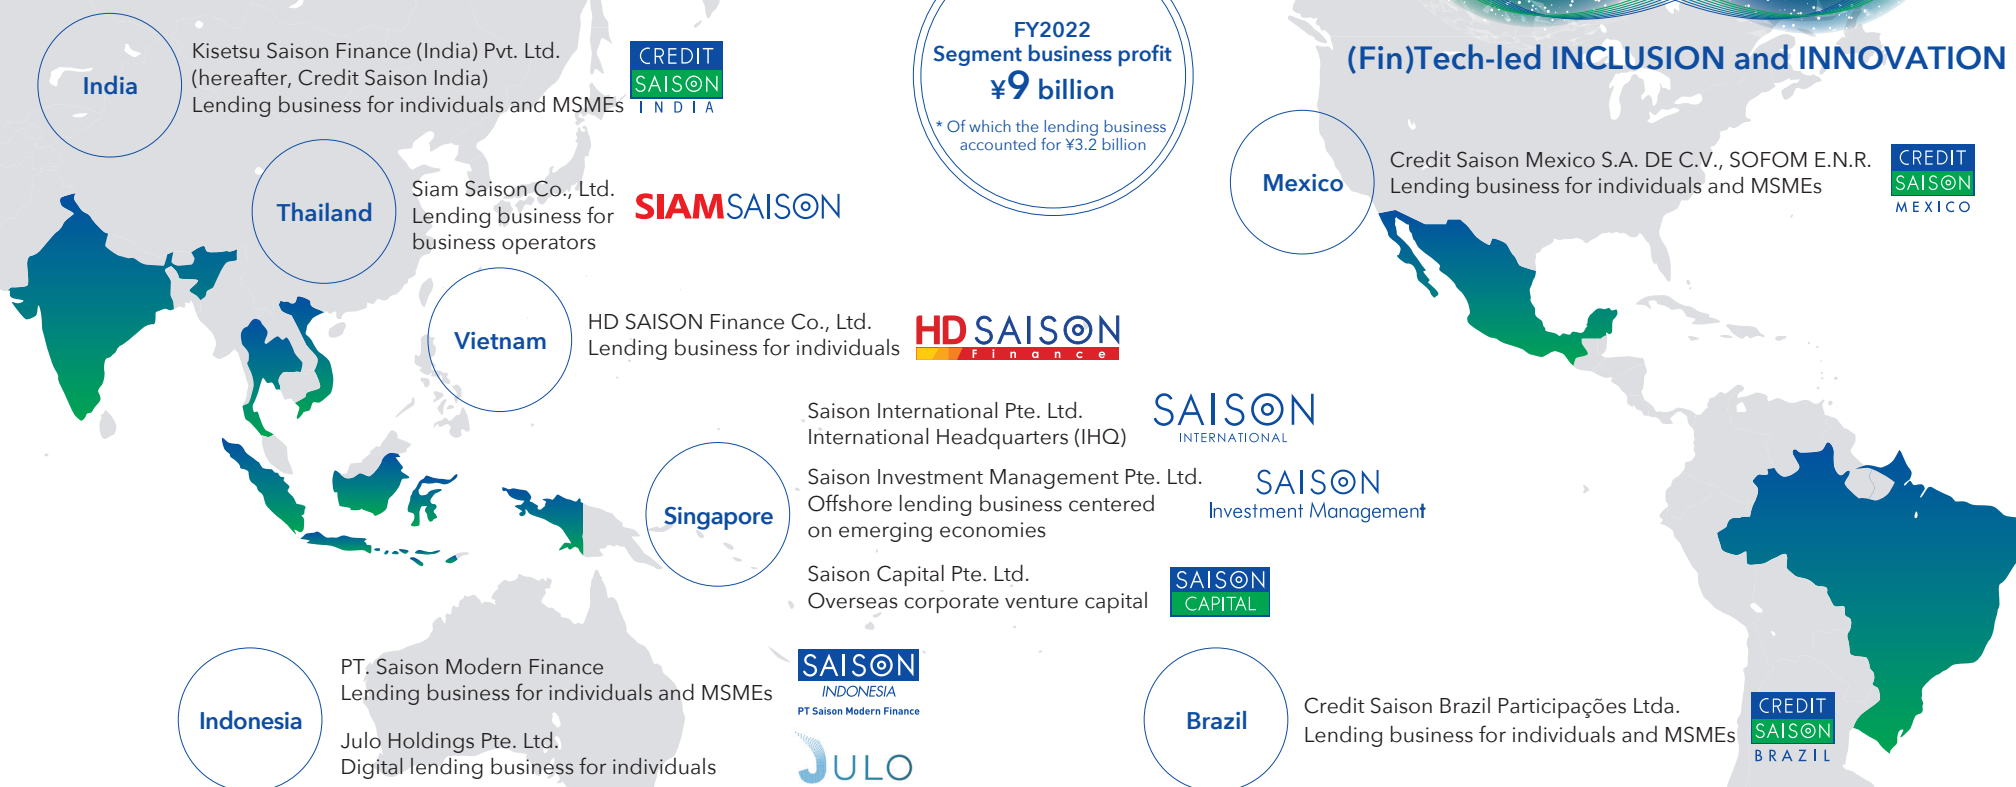 FY2022
Segment business profit
¥9 billion
* Of which the lending business
accounted for ¥3.2 billion
(Fin)Tech-led INCLUSION and INNOVATION
India
Kisetsu Saison Finance (India) Pvt. Ltd.
(hereafter, Credit Saison India)
Lending business for individuals and MSMEs
CREDIT
SAISON
INDIA
Thailand
Siam Saison Co., Ltd.
Lending business for
business operators
SIAM SAISON
Mexico
Credit Saison Mexico S.A. DE C.V., SOFOM E.N.R.
Lending business for individuals and MSMEs
CREDIT
SAISON
MEXICO
Vietnam
HD SAISON Finance Co., Ltd.
Lending business for individuals
HD SAISON
Finance
Singapore
Saison International Pte. Ltd.
International Headquarters (IHQ)
SAISON
INTERNATIONAL
Saison Investment Management Pte. Ltd.
Offshore lending business centered
on emerging economies
SAISON
Investment Management
Saison Capital Pte. Ltd.
Overseas corporate venture capital
SAISON
CAPITAL
Indonesia
PT. Saison Modern Finance
Lending business for individuals and MSMEs
SAISON
INDONESIA
PT Saison Modern Finance
Julo Holdings Pte. Ltd.
Digital lending business for individuals
JULO
Brazil
Credit Saison Brazil Participações Ltda.
Lending business for individuals and MSMEs
CREDIT
SAISON
BRAZIL